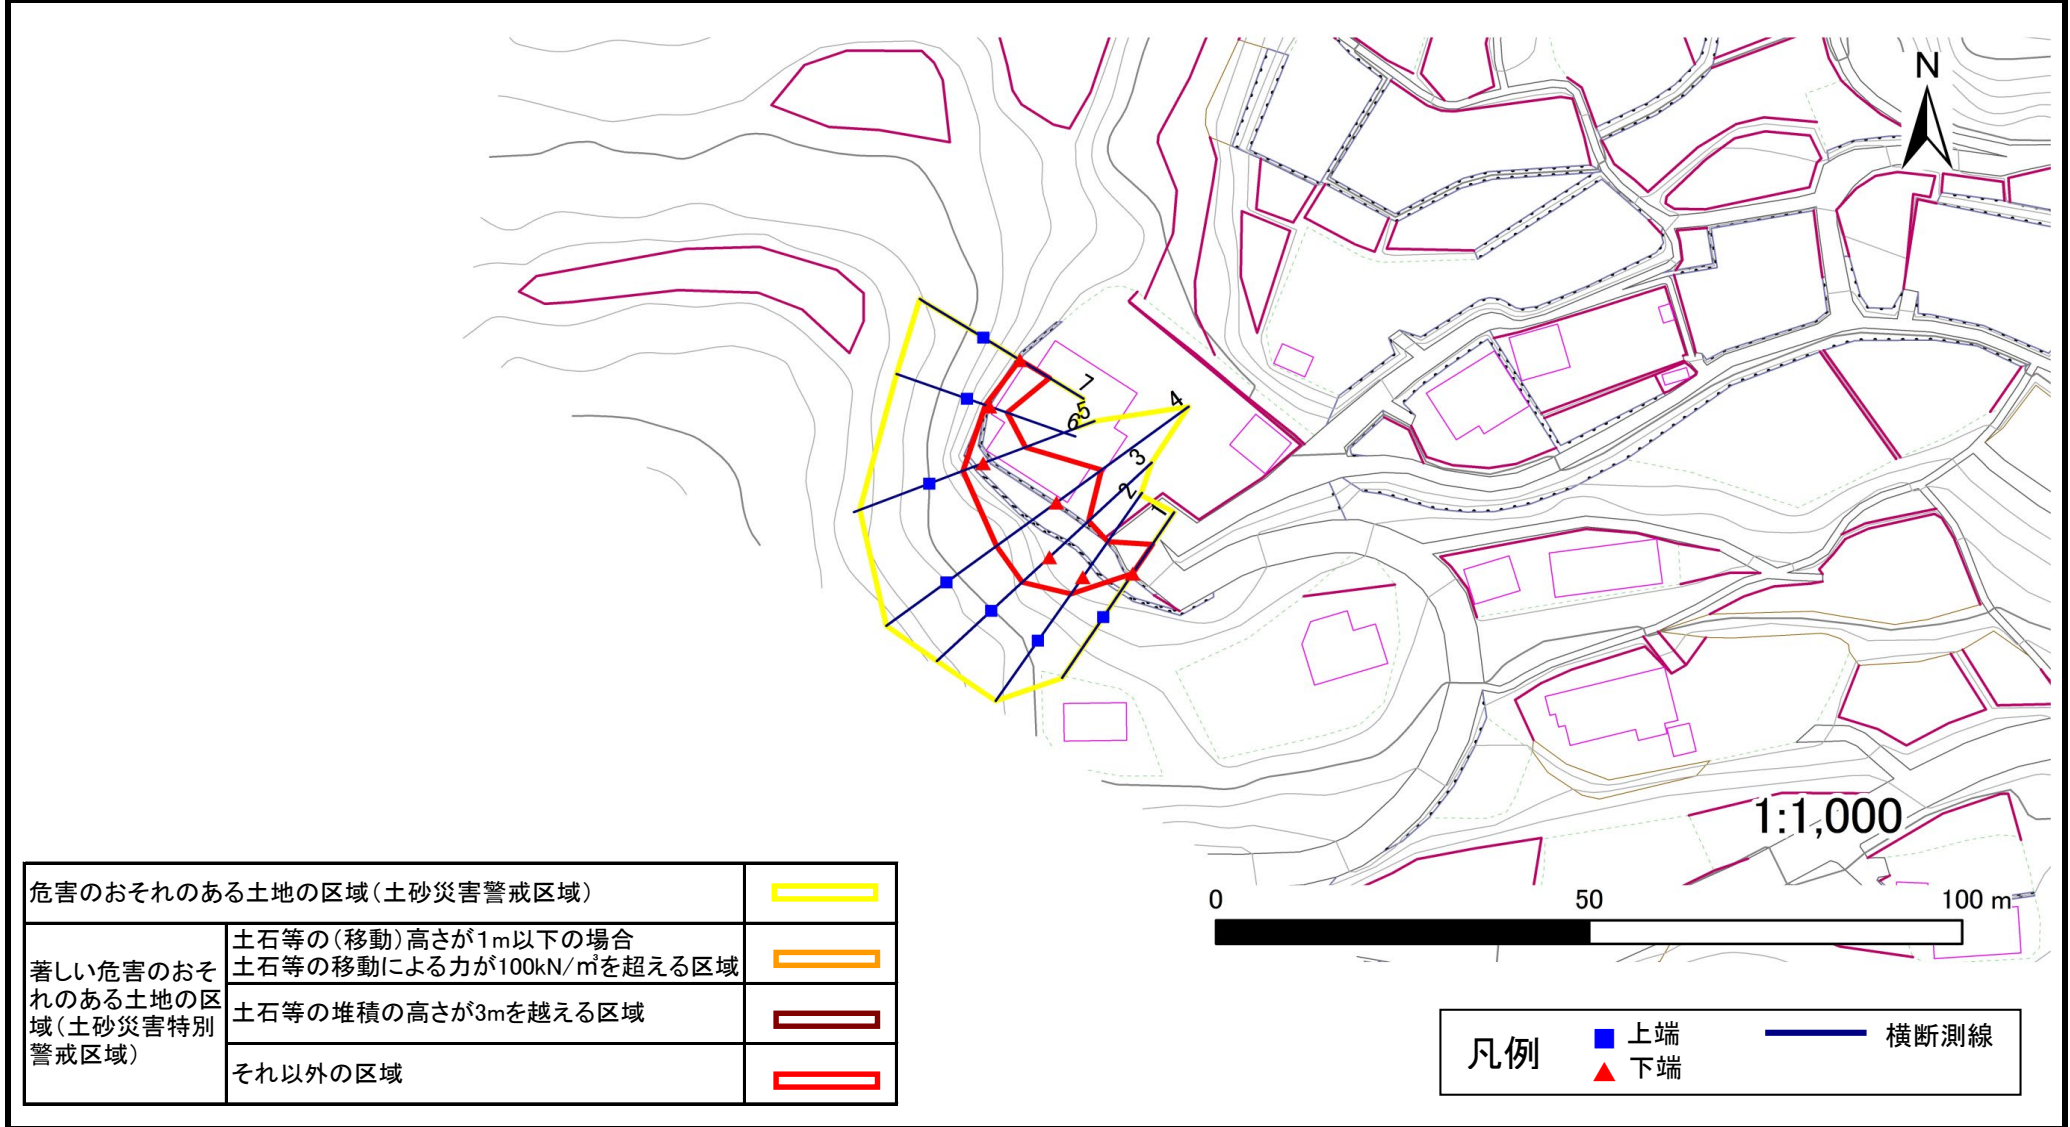 N
7
4
5
6
3
2
1
1:1,000
0 50 100 m
危害のおそれのある土地の区域(土砂災害警戒区域)
著しい危害のおそ
れのある土地の区
域(土砂災害特別
警戒区域)
土石等の(移動)高さが1m以下の場合
土石等の移動による力が100kN/㎥を超える区域
土石等の堆積の高さが3mを越える区域
それ以外の区域
凡例
上端
下端
横断測線